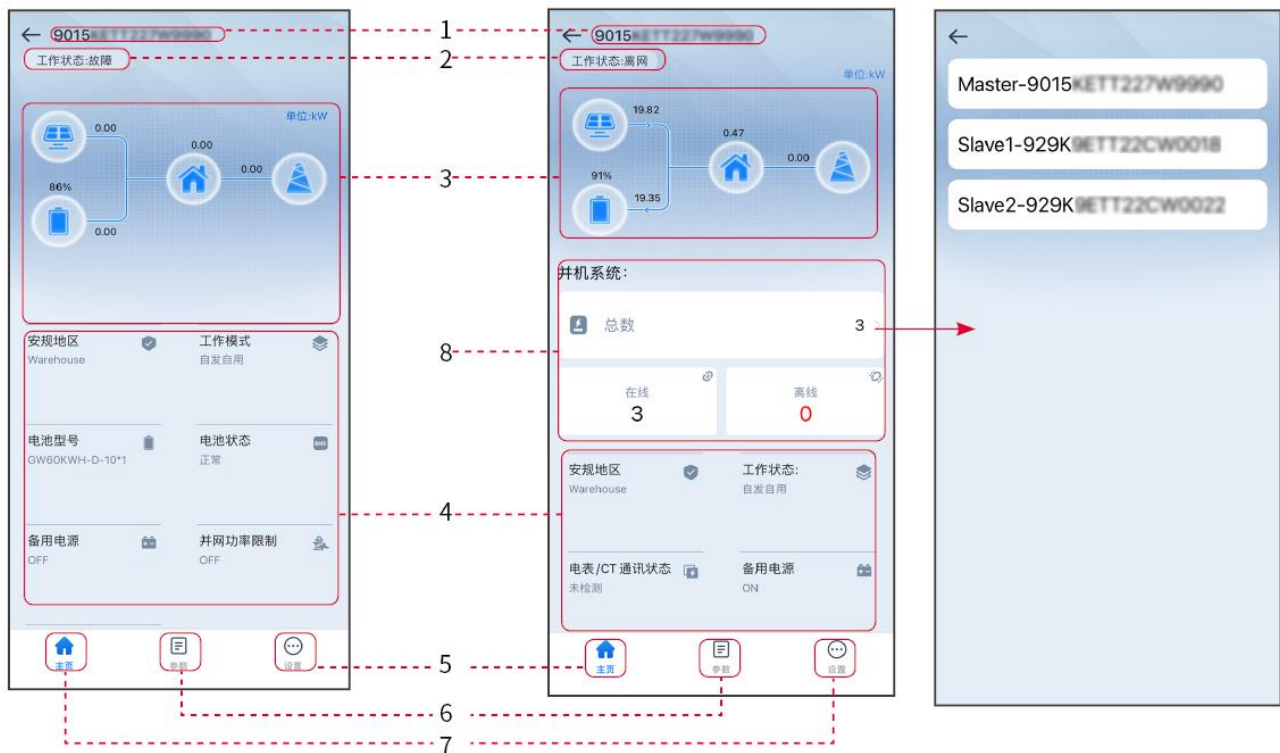 9015
工作状态:故障
单位:kW
0.00
0.00
0.00
86%
0.00
安规地区
Warehouse
工作模式
自发自用
电池型号
GW60KWH-D-10*1
电池状态
BMS
正常
备用电源
OFF
并网功率限制
OFF
主页
参数
设置
1
2
3
8
4
5
6
7
9015
工作状态:离网
单位:kW
19.82
0.47
0.00
91%
19.35
并机系统:
总数
3
在线
3
离线
0
安规地区
Warehouse
工作状态:
自发自用
电表/CT 通讯状态
未检测
备用电源
ON
主页
参数
设置
Master-9015KETT227W9990
Slave1-929K9ETT22CW0018
Slave2-929K9ETT22CW0022